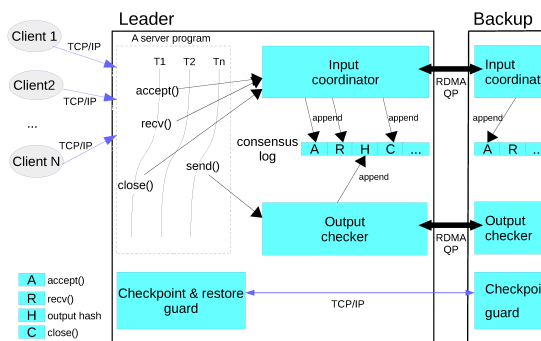 Leader
Backup
Client 1
TCP/IP
A server program
T1 T2 Tn
Input
coordinator
RDMA
QP
Input
coordinat
Client2
TCP/IP
accept()
recv()
append
append
append
append
...
TCP/IP
Client N
consensus
log
A R H C ...
A R ..
close()
send()
append
Output
checker
RDMA
QP
Output
checker
A accept()
R recv()
H output hash
C close()
Checkpoint & restore
guard
TCP/IP
Checkpoi
guard